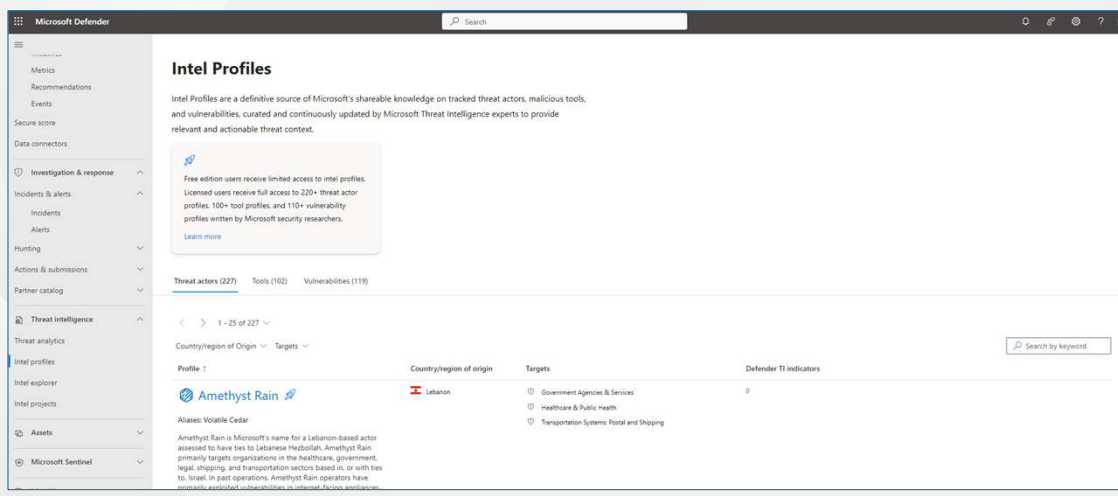 Microsoft Defender
Search
?
Metrics
Recommendations
Events
Secure score
Data connectors
Investigation & response
Incidents & alerts
Incidents
Alerts
Hunting
Actions & submissions
Partner catalog
Threat intelligence
Threat analytics
Intel profiles
Intel explorer
Intel projects
Assets
Microsoft Sentinel
Intel Profiles
Intel Profiles are a definitive source of Microsoft's shareable knowledge on tracked threat actors, malicious tools,
and vulnerabilities, curated and continuously updated by Microsoft Threat Intelligence experts to provide
relevant and actionable threat context.
Free edition users receive limited access to intel profiles.
Licensed users receive full access to 220+ threat actor
profiles, 100+ tool profiles, and 110+ vulnerability
profiles written by Microsoft security researchers.
Learn more
Threat actors (227) Tools (102) Vulnerabilities (119)
1 - 25 of 227
Country/region of Origin Targets
Search by keyword
Profile ↑ Country/region of origin Targets Defender TI indicators
Amethyst Rain Lebanon Government Agencies & Services 0
Healthcare & Public Health
Transportation Systems: Postal and Shipping
Aliases: Volatile Cedar
Amethyst Rain is Microsoft's name for a Lebanon-based actor
assessed to have ties to Lebanese Hezbollah. Amethyst Rain
primarily targets organizations in the healthcare, government,
legal, shipping, and transportation sectors based in, or with ties
to, Israel. In past operations, Amethyst Rain operators have
primarily exploited vulnerabilities in internet-facing appliances